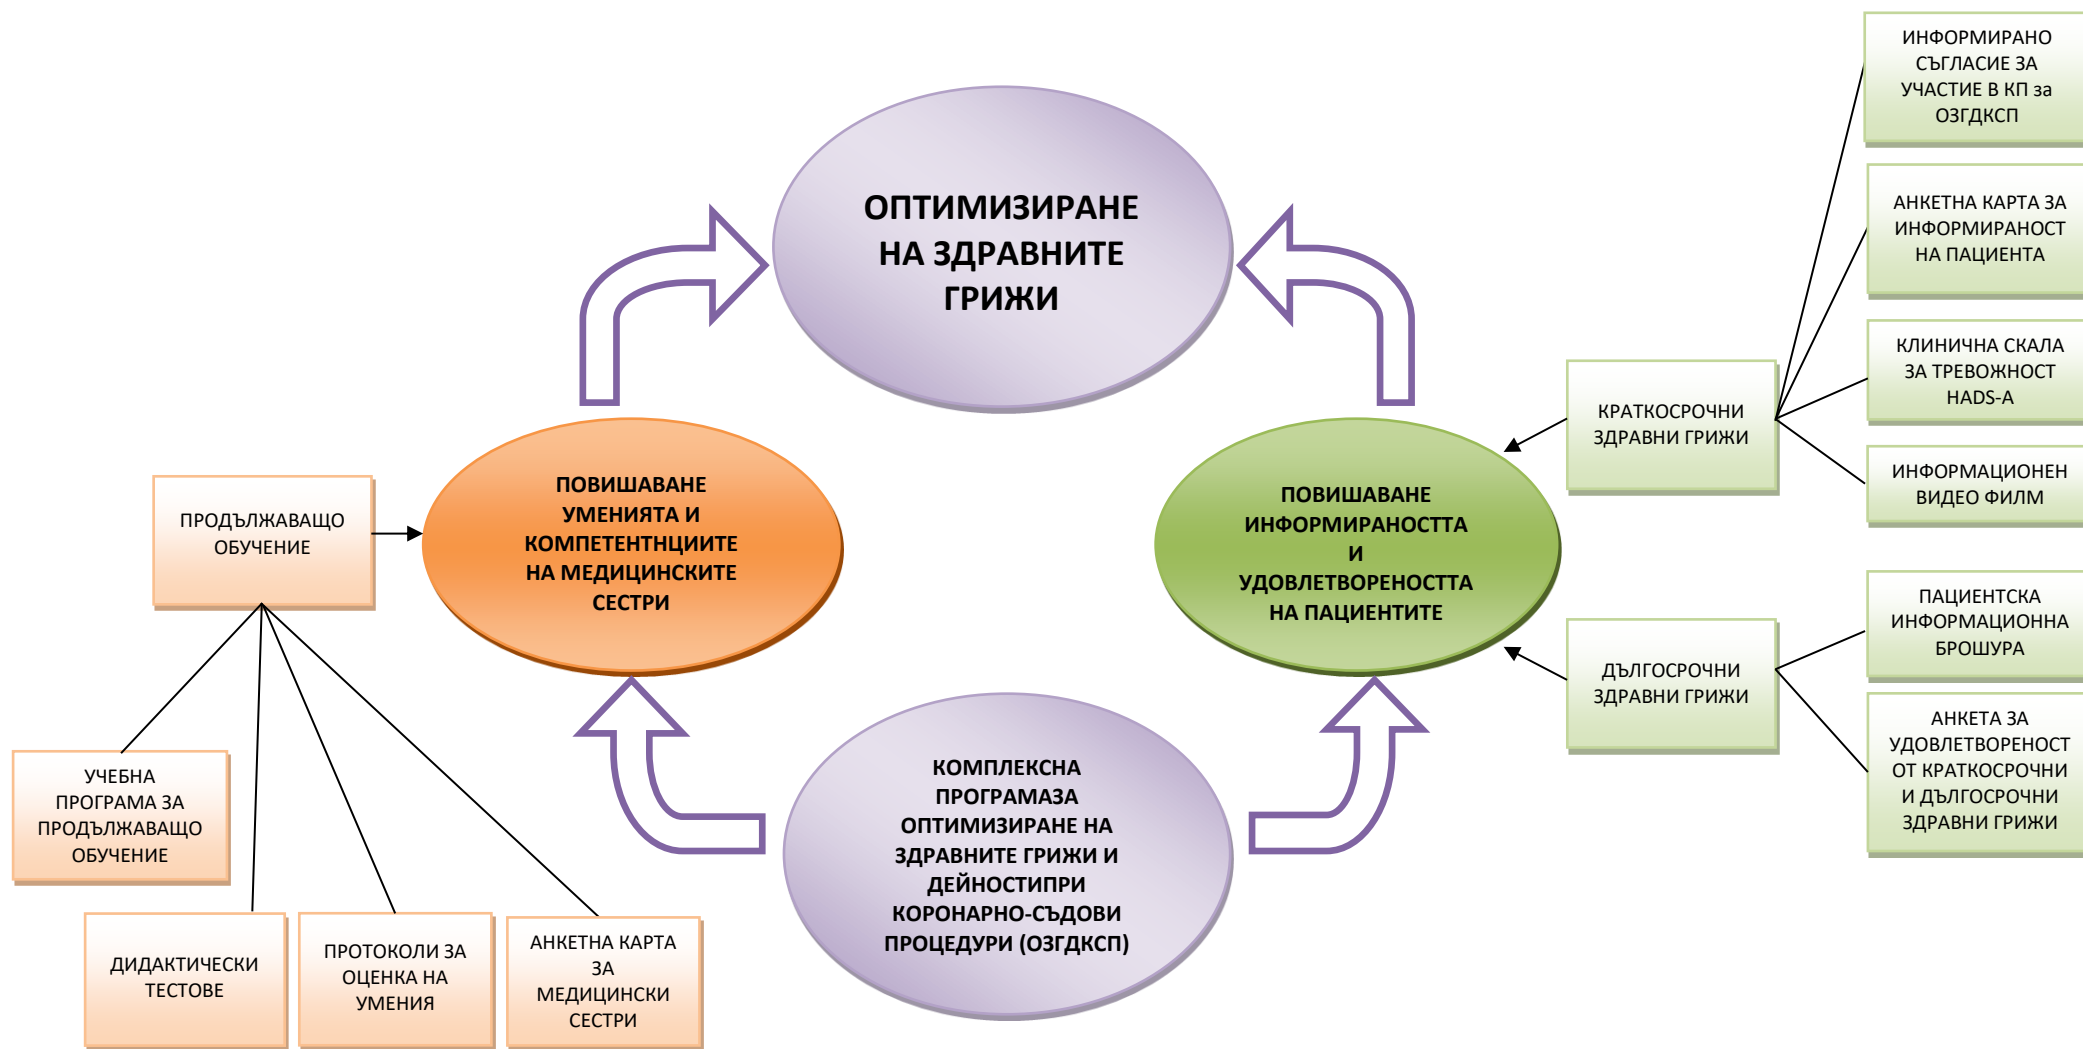 ОПТИМИЗИРАНЕ
НА ЗДРАВНИТЕ
ГРИЖИ
ПОВИШАВАНЕ
УМЕНИЯТА И
КОМПЕТЕНТНЦИИТЕ
НА МЕДИЦИНСКИТЕ
СЕСТРИ
ПРОДЪЛЖАВАЩО
ОБУЧЕНИЕ
УЧЕБНА
ПРОГРАМА ЗА
ПРОДЪЛЖАВАЩО
ОБУЧЕНИЕ
ДИДАКТИЧЕСКИ
ТЕСТОВЕ
ПРОТОКОЛИ ЗА
ОЦЕНКА НА
УМЕНИЯ
АНКЕТНА КАРТА
ЗА
МЕДИЦИНСКИ
СЕСТРИ
КОМПЛЕКСНА
ПРОГРАМАЗА
ОПТИМИЗИРАНЕ НА
ЗДРАВНИТЕ ГРИЖИ И
ДЕЙНОСТИПРИ
КОРОНАРНО-СЪДОВИ
ПРОЦЕДУРИ (ОЗГДКСП)
ПОВИШАВАНЕ
ИНФОРМИРАНОСТТА
И
УДОВЛЕТВОРЕНОСТТА
НА ПАЦИЕНТИТЕ
КРАТКОСРОЧНИ
ЗДРАВНИ ГРИЖИ
ИНФОРМИРАНО
СЪГЛАСИЕ ЗА
УЧАСТИЕ В КП за
ОЗГДКСП
АНКЕТНА КАРТА ЗА
ИНФОРМИРАНОСТ
НА ПАЦИЕНТА
КЛИНИЧНА СКАЛА
ЗА ТРЕВОЖНОСТ
HADS-A
ИНФОРМАЦИОНЕН
ВИДЕО ФИЛМ
ДЪЛГОСРОЧНИ
ЗДРАВНИ ГРИЖИ
ПАЦИЕНТСКА
ИНФОРМАЦИОННА
БРОШУРА
АНКЕТА ЗА
УДОВЛЕТВОРЕНОСТ
ОТ КРАТКОСРОЧНИ
И ДЪЛГОСРОЧНИ
ЗДРАВНИ ГРИЖИ